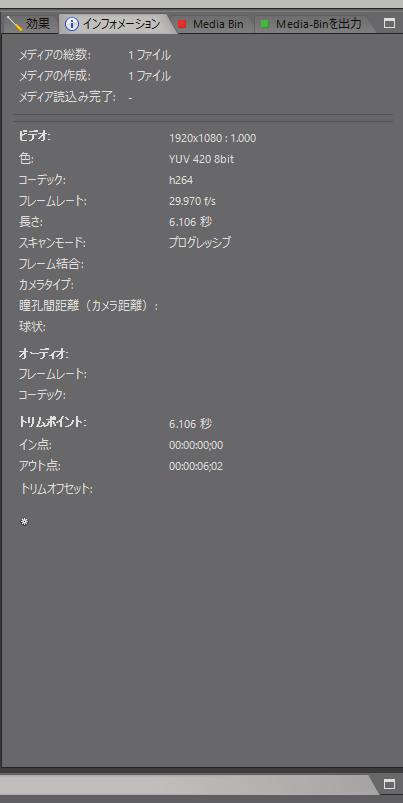 効果 インフォメーション Media Bin Media-Binを出力
メディアの総数: 1 ファイル
メディアの作成: 1 ファイル
メディア読込み完了: -
ビデオ: 1920x1080 : 1.000
色: YUV 420 8bit
コーデック: h264
フレームレート: 29.970 f/s
長さ: 6.106 秒
スキャンモード: プログレッシブ
フレーム結合:
カメラタイプ:
瞳孔間距離（カメラ距離）:
球状:
オーディオ:
フレームレート:
コーデック:
トリムポイント: 6.106 秒
イン点: 00:00:00;00
アウト点: 00:00:06;02
トリムオフセット: